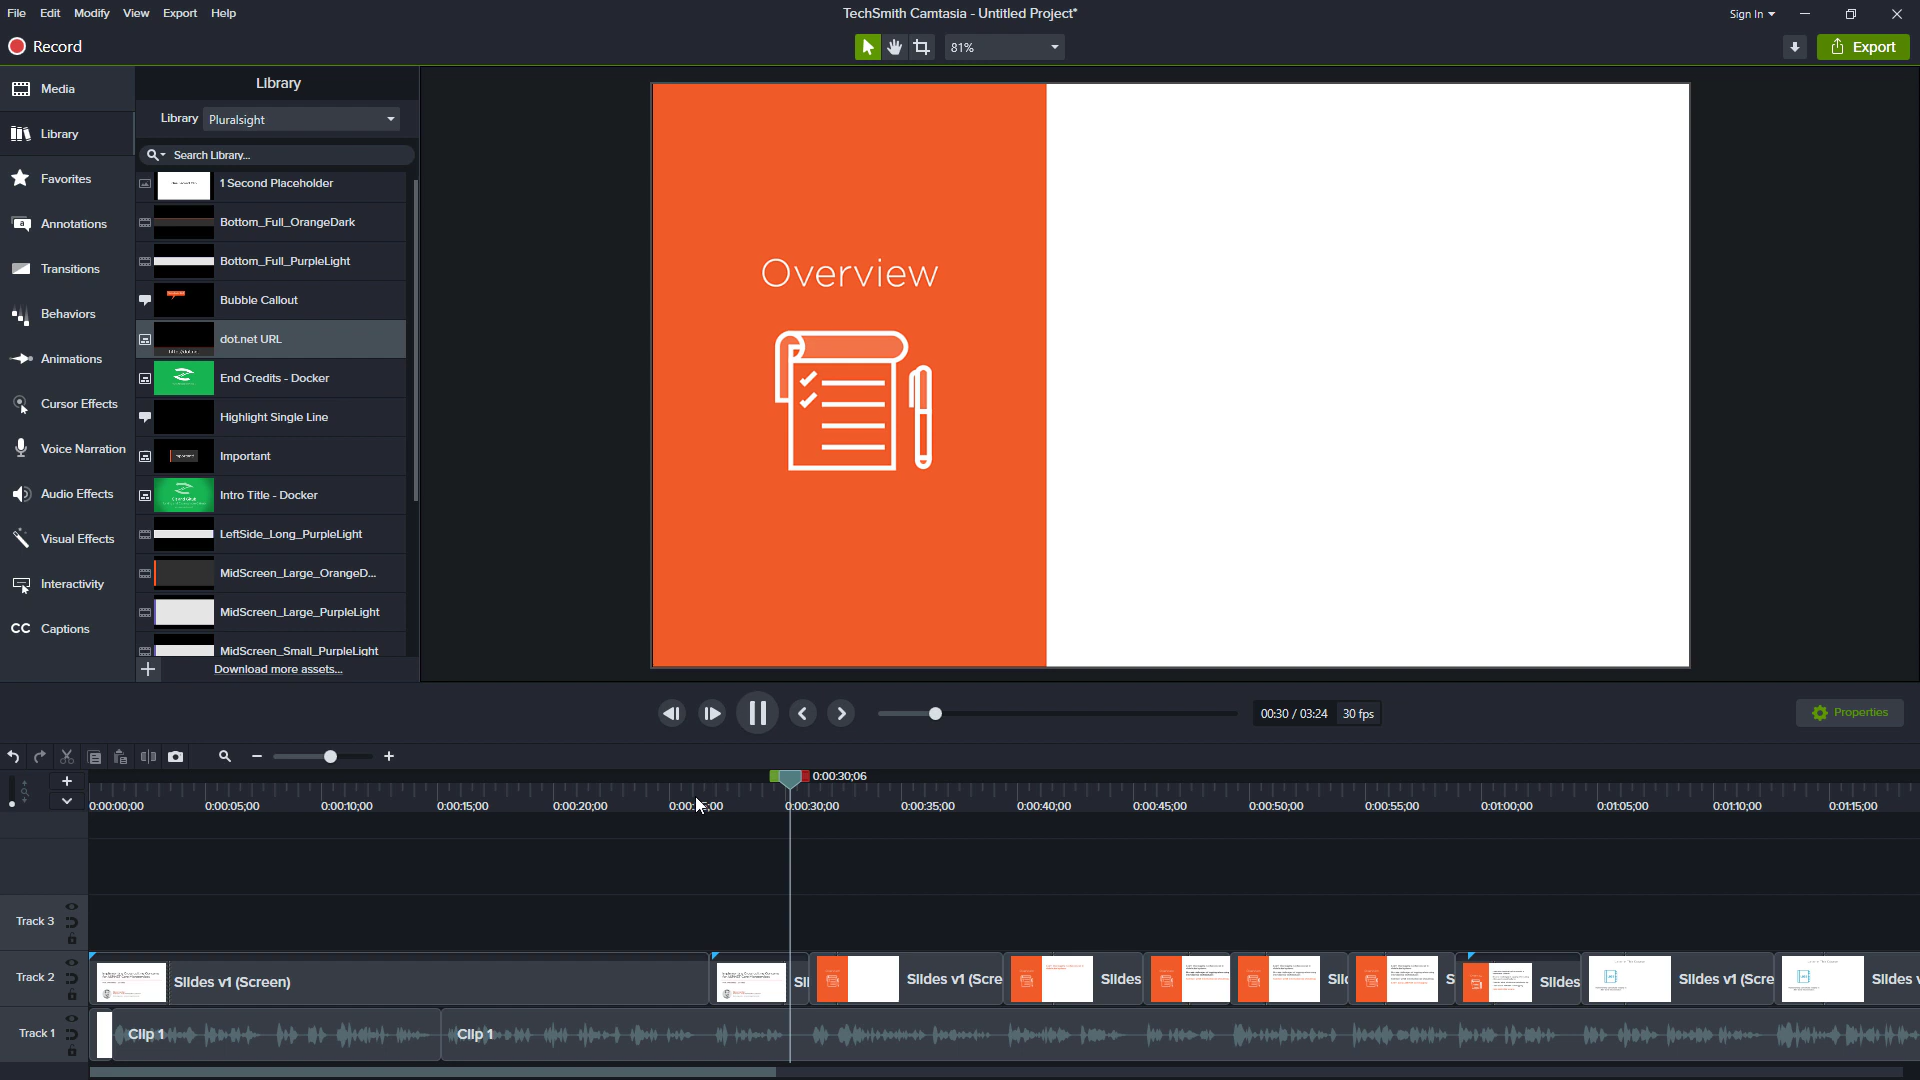 File Edit Modify View Export Help
TechSmith Camtasia - Untitled Project*
Sign In
Record
81%
Export
Media
Library
Favorites
Annotations
Transitions
Behaviors
Animations
Cursor Effects
Voice Narration
Audio Effects
Visual Effects
Interactivity
CC Captions
Library
Library Pluralsight
Search Library...
1 Second Placeholder
Bottom_Full_OrangeDark
Bottom_Full_PurpleLight
Bubble Callout
dot.net URL
End Credits - Docker
Highlight Single Line
Important
Intro Title - Docker
LeftSide_Long_PurpleLight
MidScreen_Large_OrangeD...
MidScreen_Large_PurpleLight
MidScreen_Small_PurpleLight
Download more assets...
Overview
00:30 / 03:24 30 fps
Properties
0:00:30;06
0:00:00;00 0:00:05;00 0:00:10;00 0:00:15;00 0:00:20;00 0:00:30;00 0:00:35;00 0:00:40;00 0:00:45;00 0:00:50;00 0:00:55;00 0:01:00;00 0:01:05;00 0:01:10;00 0:01:15;00
Track 3
Track 2 Slides v1 (Screen) Sli Slides v1 (Scre Slides Slid S Slides Slides v1 (Scre Slides v
Track 1 Clip 1 Clip 1